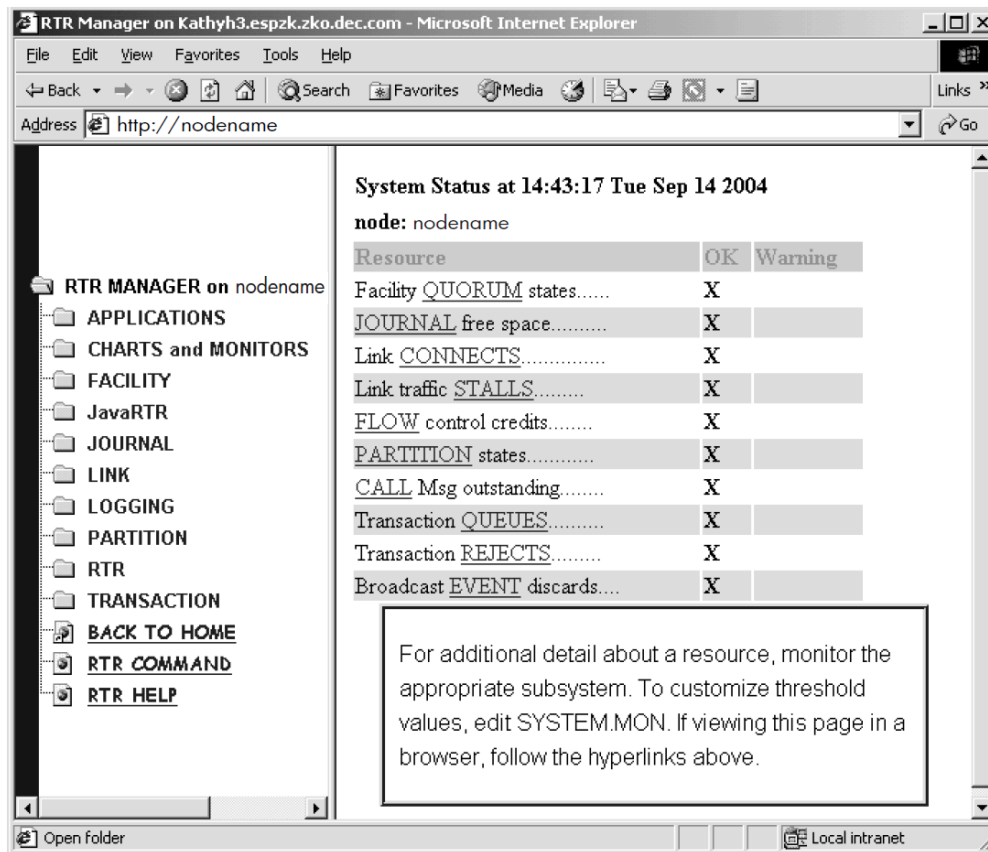 RTR Manager on Kathyh3.espzk.zko.dec.com - Microsoft Internet Explorer
File Edit View Favorites Tools Help
Back Search Favorites Media Links »
Address http://nodename Go
System Status at 14:43:17 Tue Sep 14 2004
node: nodename
Resource OK Warning
Facility QUORUM states...... X
JOURNAL free space.......... X
Link CONNECTS............... X
Link traffic STALLS......... X
FLOW control credits........ X
PARTITION states............ X
CALL Msg outstanding........ X
Transaction QUEUES.......... X
Transaction REJECTS......... X
Broadcast EVENT discards.... X
For additional detail about a resource, monitor the
appropriate subsystem. To customize threshold
values, edit SYSTEM.MON. If viewing this page in a
browser, follow the hyperlinks above.
RTR MANAGER on nodename
APPLICATIONS
CHARTS and MONITORS
FACILITY
JavaRTR
JOURNAL
LINK
LOGGING
PARTITION
RTR
TRANSACTION
BACK TO HOME
RTR COMMAND
RTR HELP
Open folder Local intranet